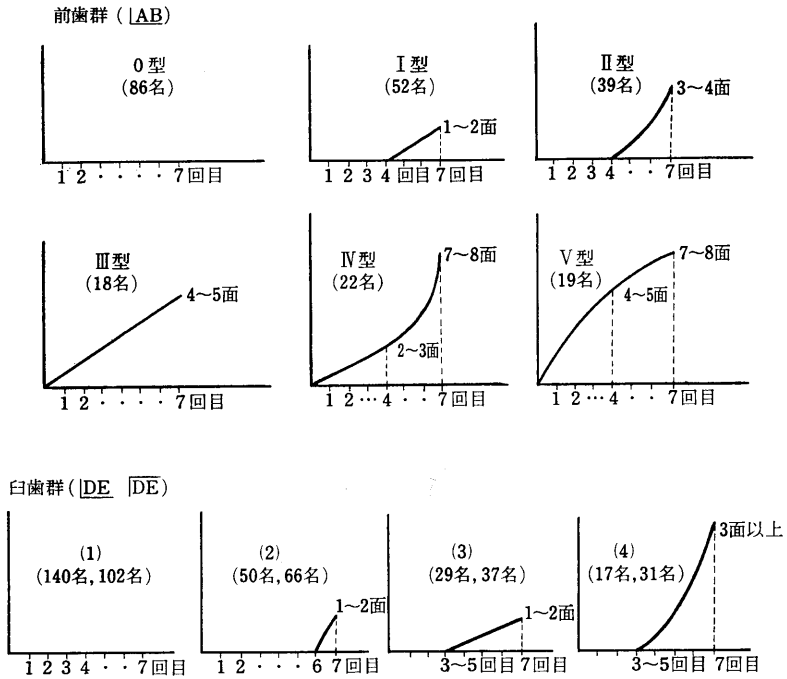 前歯群(|AB)
O型
(86名)
1 2 ・ ・ ・ ・ 7回目
Ⅰ型
(52名)
1～2面
1 2 3 4 回目 7回目
Ⅱ型
(39名)
3～4面
1 2 3 4 ・ ・ 7回目
Ⅲ型
(18名)
4～5面
1 2 ・ ・ ・ ・ 7回目
Ⅳ型
(22名)
7～8面
2～3面
1 2 … 4 ・ ・ 7回目
Ⅴ型
(19名)
7～8面
4～5面
1 2 … 4 ・ ・ 7回目
臼歯群(|DE |DE)
(1)
(140名,102名)
1 2 3 4 ・ ・ 7回目
(2)
(50名,66名)
1～2面
1 2 ・ ・ ・ 6 7回目
(3)
(29名,37名)
1～2面
3～5回目 7回目
(4)
(17名,31名)
3面以上
3～5回目 7回目